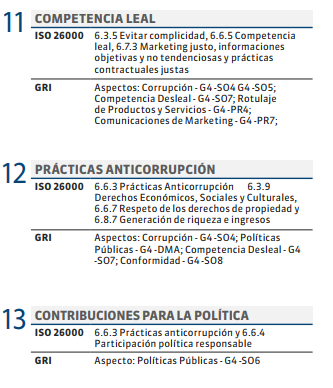 11 COMPETENCIA LEAL
ISO 26000 6.3.5 Evitar complicidad, 6.6.5 Competencia
leal, 6.7.3 Marketing justo, informaciones
objetivas y no tendenciosas y prácticas
contractuales justas
GRI Aspectos: Corrupción - G4 -SO4 G4 -SO5;
Competencia Desleal - G4 -SO7; Rotulaje
de Productos y Servicios - G4 -PR4;
Comunicaciones de Marketing - G4 -PR7;
12 PRÁCTICAS ANTICORRUPCIÓN
ISO 26000 6.6.3 Prácticas Anticorrupción 6.3.9
Derechos Económicos, Sociales y Culturales,
6.6.7 Respeto de los derechos de propiedad y
6.8.7 Generación de riqueza e ingresos
GRI Aspectos: Corrupción - G4 -SO4; Políticas
Públicas - G4 -DMA; Competencia Desleal - G4
-SO7; Conformidad - G4 -SO8
13 CONTRIBUCIONES PARA LA POLÍTICA
ISO 26000 6.6.3 Prácticas anticorrupción y 6.6.4
Participación política responsable
GRI Aspecto: Políticas Públicas - G4 -SO6